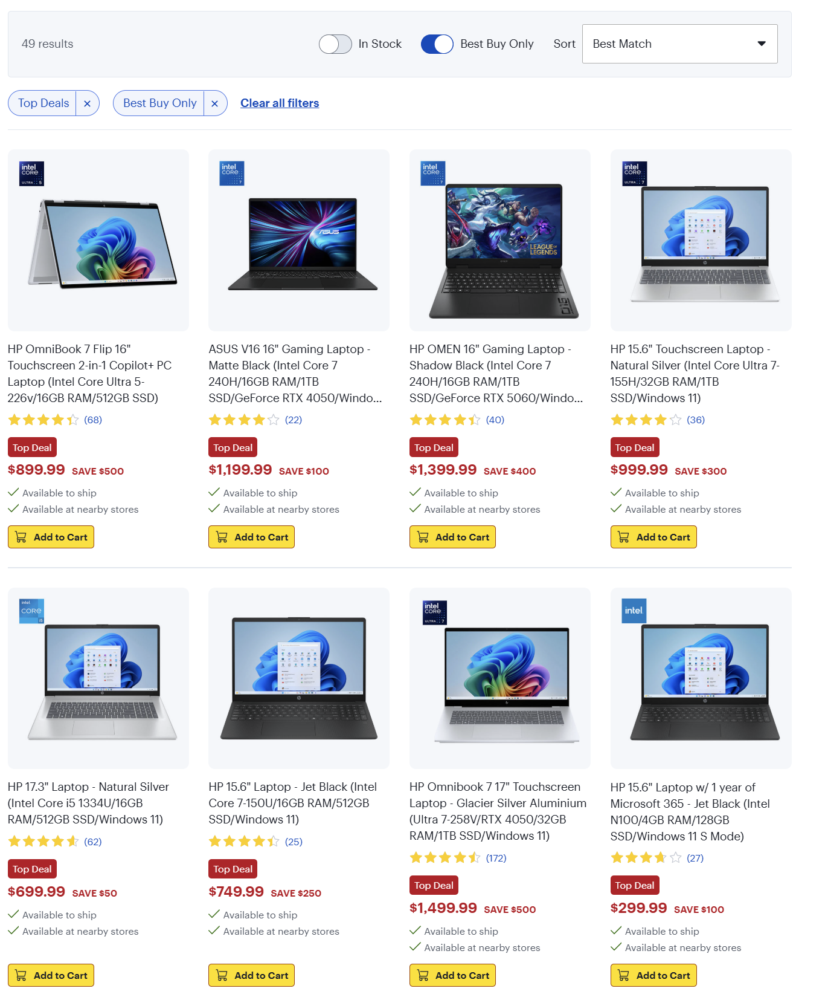 49 results
In Stock
Best Buy Only
Sort
Best Match
Top Deals
Best Buy Only
Clear all filters
intel
CORE
ULTRA 5
intel
CORE
7
ASUS
intel
CORE
7
LEAGUE OF
LEGENDS
intel
CORE
ULTRA 7
HP OmniBook 7 Flip 16"
Touchscreen 2-in-1 Copilot+ PC
Laptop (Intel Core Ultra 5-
226v/16GB RAM/512GB SSD)
(68)
Top Deal
$899.99 SAVE $500
Available to ship
Available at nearby stores
Add to Cart
ASUS V16 16" Gaming Laptop -
Matte Black (Intel Core 7
240H/16GB RAM/1TB
SSD/GeForce RTX 4050/Windo...
(22)
Top Deal
$1,199.99 SAVE $100
Available to ship
Available at nearby stores
Add to Cart
HP OMEN 16" Gaming Laptop -
Shadow Black (Intel Core 7
240H/16GB RAM/1TB
SSD/GeForce RTX 5060/Windo...
(40)
Top Deal
$1,399.99 SAVE $400
Available to ship
Available at nearby stores
Add to Cart
HP 15.6" Touchscreen Laptop -
Natural Silver (Intel Core Ultra 7-
155H/32GB RAM/1TB
SSD/Windows 11)
(36)
Top Deal
$999.99 SAVE $300
Available to ship
Available at nearby stores
Add to Cart
intel
CORE
i5
intel
CORE
ULTRA 7
intel
HP 17.3" Laptop - Natural Silver
(Intel Core i5 1334U/16GB
RAM/512GB SSD/Windows 11)
(62)
Top Deal
$699.99 SAVE $50
Available to ship
Available at nearby stores
Add to Cart
HP 15.6" Laptop - Jet Black (Intel
Core 7-150U/16GB RAM/512GB
SSD/Windows 11)
(25)
Top Deal
$749.99 SAVE $250
Available to ship
Available at nearby stores
Add to Cart
HP Omnibook 7 17" Touchscreen
Laptop - Glacier Silver Aluminium
(Ultra 7-258V/RTX 4050/32GB
RAM/1TB SSD/Windows 11)
(172)
Top Deal
$1,499.99 SAVE $500
Available to ship
Available at nearby stores
Add to Cart
HP 15.6" Laptop w/ 1 year of
Microsoft 365 - Jet Black (Intel
N100/4GB RAM/128GB
SSD/Windows 11 S Mode)
(27)
Top Deal
$299.99 SAVE $100
Available to ship
Available at nearby stores
Add to Cart